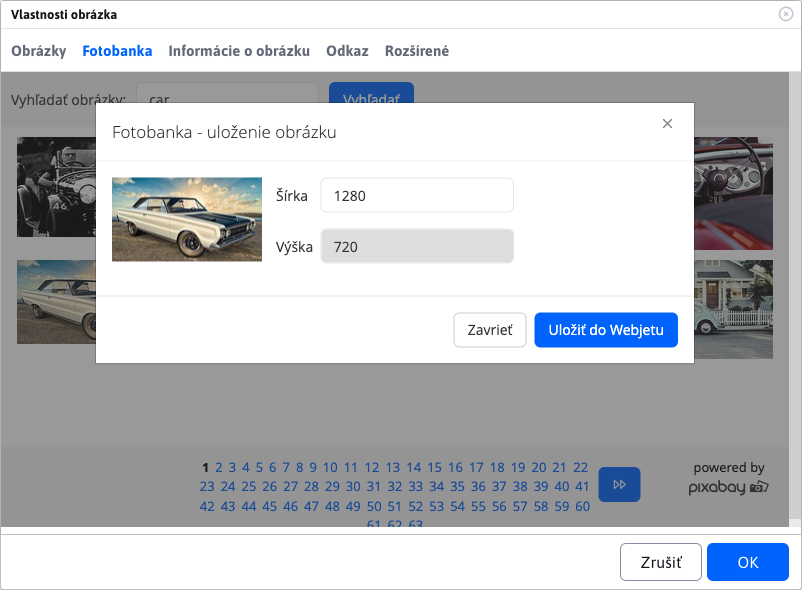 Vlastnosti obrázka
Obrázky Fotobanka Informácie o obrázku Odkaz Rozšírené
Vyhľadať obrázky: car Vyhľadať
Fotobanka - uloženie obrázku
Šírka 1280
Výška 720
Zavrieť Uložiť do Webjetu
46
1 2 3 4 5 6 7 8 9 10 11 12 13 14 15 16 17 18 19 20 21 22
23 24 25 26 27 28 29 30 31 32 33 34 35 36 37 38 39 40 41
42 43 44 45 46 47 48 49 50 51 52 53 54 55 56 57 58 59 60
61 62 63
powered by
pixabay
Zrušiť OK